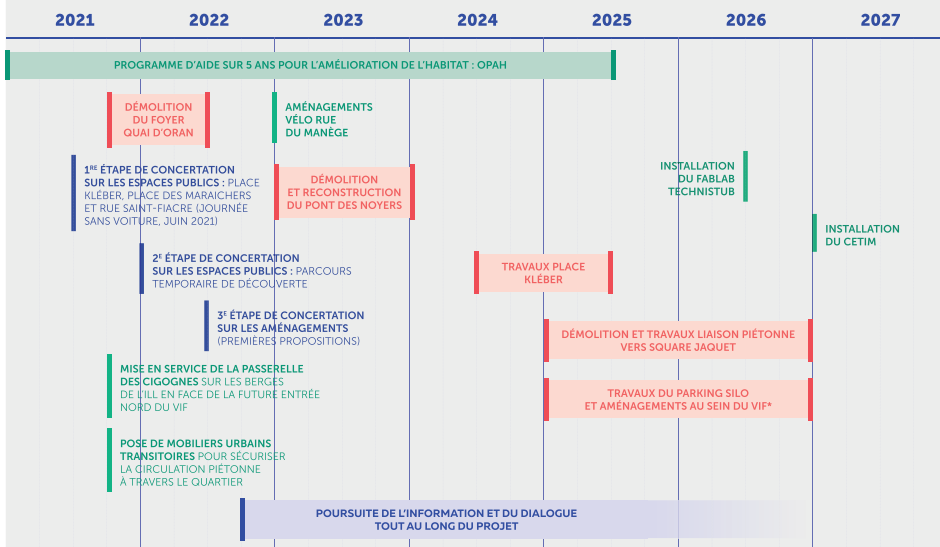 2021 2022 2023 2024 2025 2026 2027
PROGRAMME D'AIDE SUR 5 ANS POUR L'AMÉLIORATION DE L'HABITAT : OPAH
DÉMOLITION
DU FOYER
QUAI D'ORAN
AMÉNAGEMENTS
VÉLO RUE
DU MANÈGE
1RE ÉTAPE DE CONCERTATION
SUR LES ESPACES PUBLICS : PLACE
KLÉBER, PLACE DES MARAICHERS
ET RUE SAINT-FIACRE (JOURNÉE
SANS VOITURE, JUIN 2021)
DÉMOLITION
ET RECONSTRUCTION
DU PONT DES NOYERS
INSTALLATION
DU FABLAB
TECHNISTUB
INSTALLATION
DU CETIM
2E ÉTAPE DE CONCERTATION
SUR LES ESPACES PUBLICS : PARCOURS
TEMPORAIRE DE DÉCOUVERTE
TRAVAUX PLACE
KLÉBER
3E ÉTAPE DE CONCERTATION
SUR LES AMÉNAGEMENTS
(PREMIÈRES PROPOSITIONS)
DÉMOLITION ET TRAVAUX LIAISON PIÉTONNE
VERS SQUARE JAQUET
MISE EN SERVICE DE LA PASSERELLE
DES CIGOGNES SUR LES BERGES
DE L'ILL EN FACE DE LA FUTURE ENTRÉE
NORD DU VIF
TRAVAUX DU PARKING SILO
ET AMÉNAGEMENTS AU SEIN DU VIF*
POSE DE MOBILIERS URBAINS
TRANSITOIRES POUR SÉCURISER
LA CIRCULATION PIÉTONNE
À TRAVERS LE QUARTIER
POURSUITE DE L'INFORMATION ET DU DIALOGUE
TOUT AU LONG DU PROJET